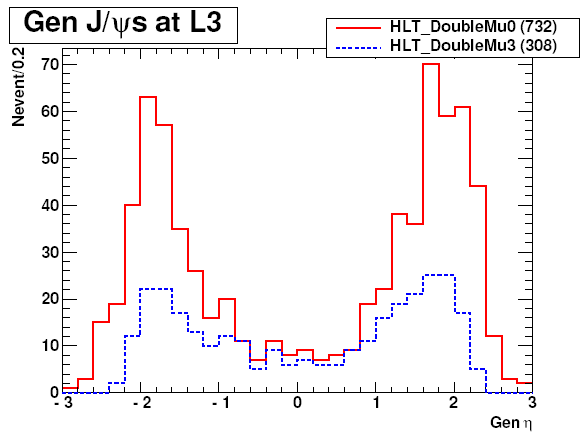 Gen J/ψs at L3
HLT_DoubleMu0 (732)
HLT_DoubleMu3 (308)
Nevent/0.2
70
60
50
40
30
20
10
0
- 3 - 2 - 1 0 1 2 3
Gen η